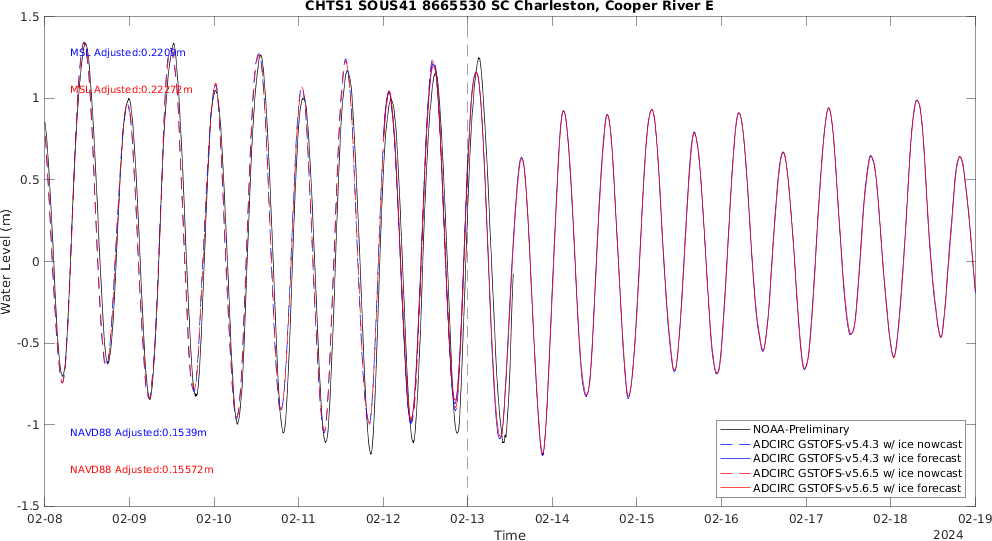 CHTS1 SOUS41 8665530 SC Charleston, Cooper River E
1.5
1
0.5
0
-0.5
-1
-1.5
Water Level (m)
MSL Adjusted:0.2209m
MSL Adjusted:0.22272m
NAVD88 Adjusted:0.1539m
NAVD88 Adjusted:0.15572m
NOAA-Preliminary
ADCIRC GSTOFS-v5.4.3 w/ ice nowcast
ADCIRC GSTOFS-v5.4.3 w/ ice forecast
ADCIRC GSTOFS-v5.6.5 w/ ice nowcast
ADCIRC GSTOFS-v5.6.5 w/ ice forecast
02-08 02-09 02-10 02-11 02-12 02-13 02-14 02-15 02-16 02-17 02-18 02-19
Time
2024